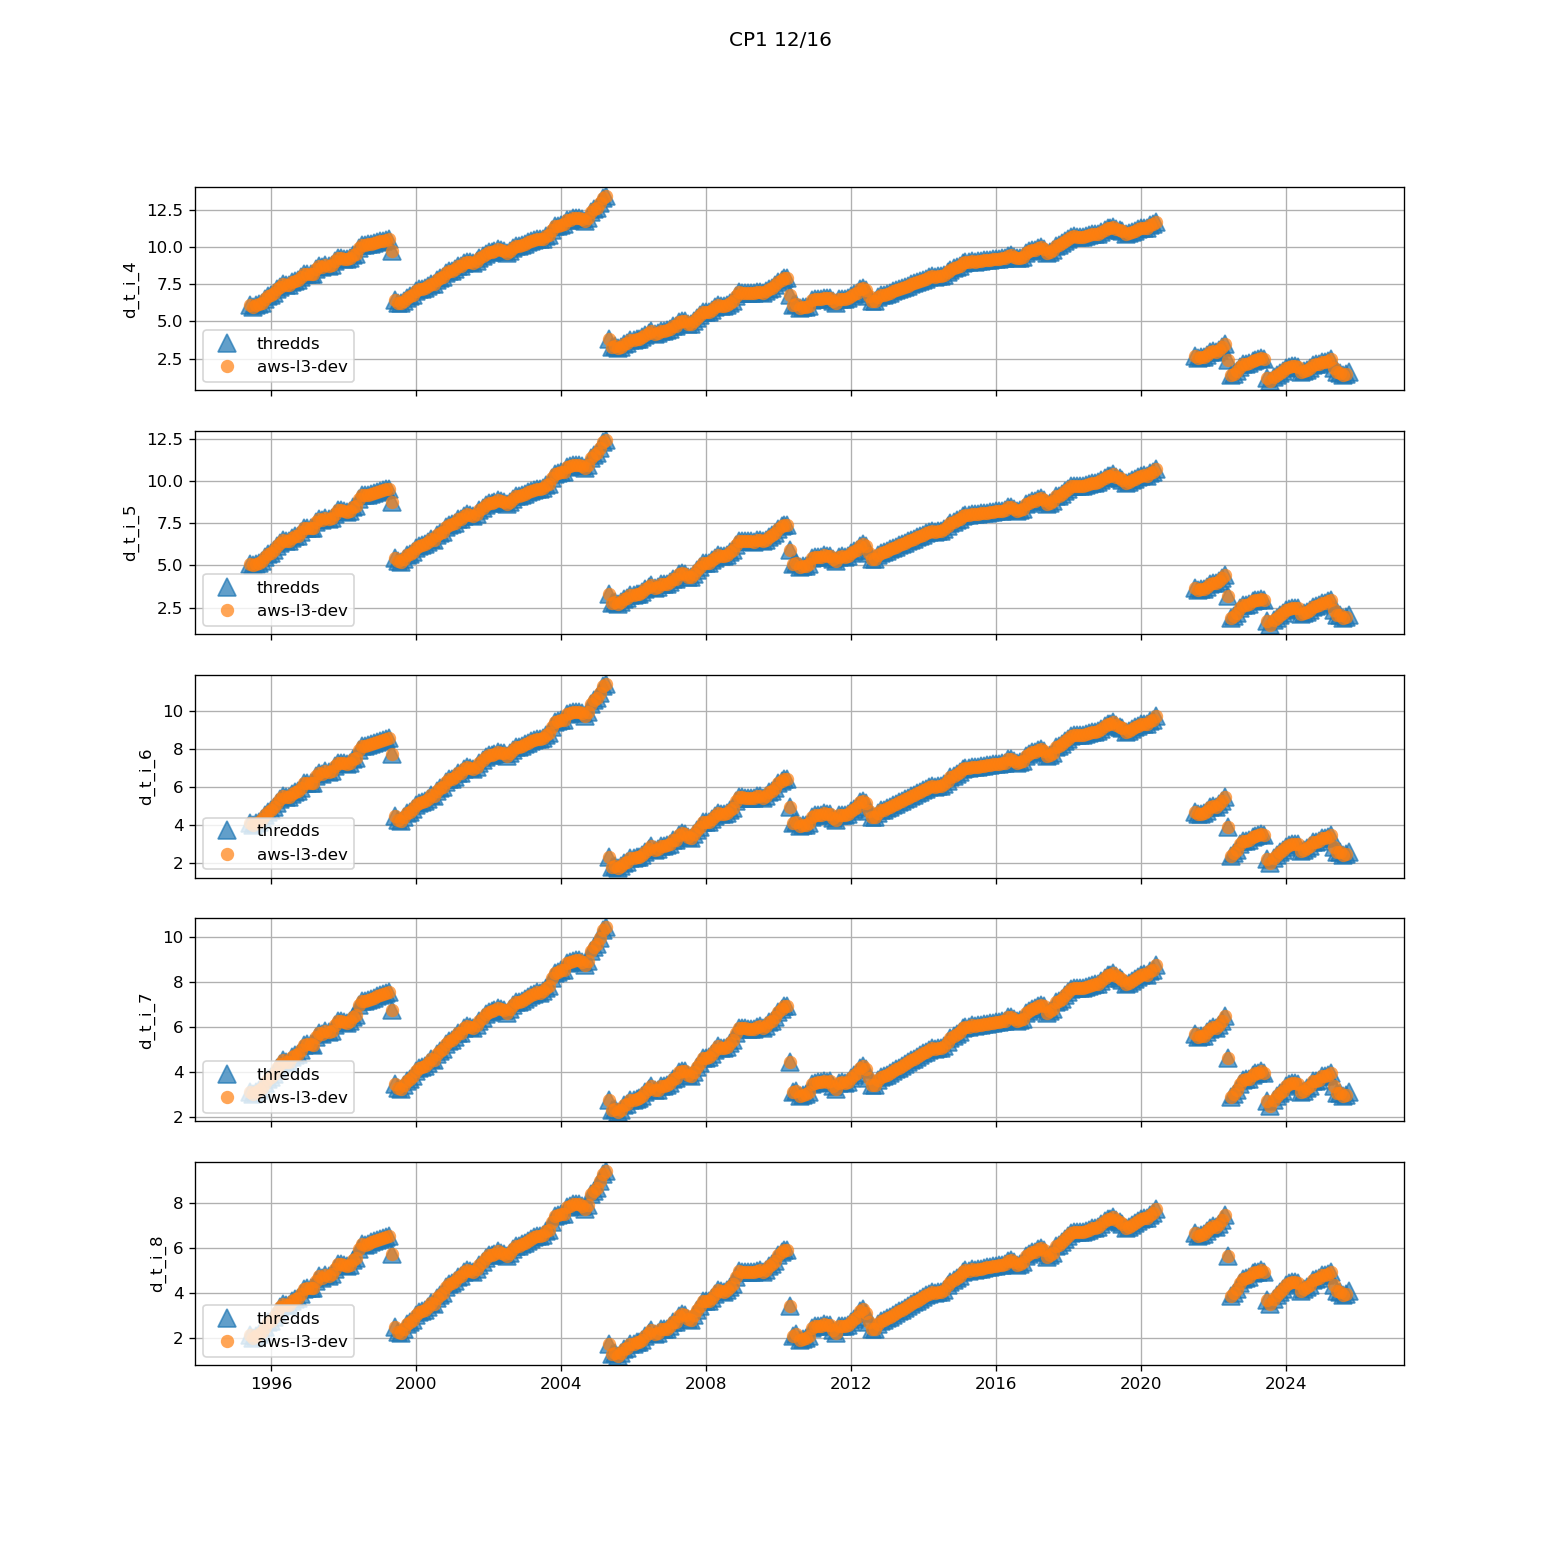 CP1 12/16
12.5
10.0
7.5
5.0
2.5
d_t_i_4
thredds
aws-l3-dev
12.5
10.0
7.5
5.0
2.5
d_t_i_5
thredds
aws-l3-dev
10
8
6
4
2
d_t_i_6
thredds
aws-l3-dev
10
8
6
4
2
d_t_i_7
thredds
aws-l3-dev
8
6
4
2
d_t_i_8
thredds
aws-l3-dev
1996 2000 2004 2008 2012 2016 2020 2024